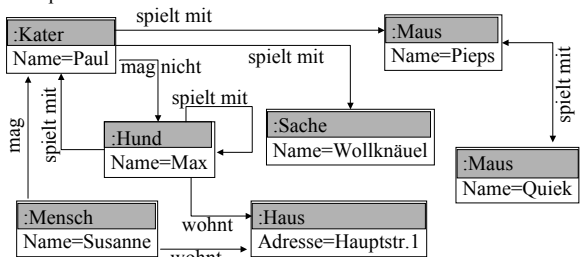 spielt mit
:Kater
Name=Paul
:Maus
Name=Pieps
mag nicht
spielt mit
spielt mit
mag
spielt mit
spielt mit
:Hund
Name=Max
:Sache
Name=Wollknäuel
:Maus
Name=Quiek
:Mensch
Name=Susanne
wohnt
:Haus
Adresse=Hauptstr.1
wohnt